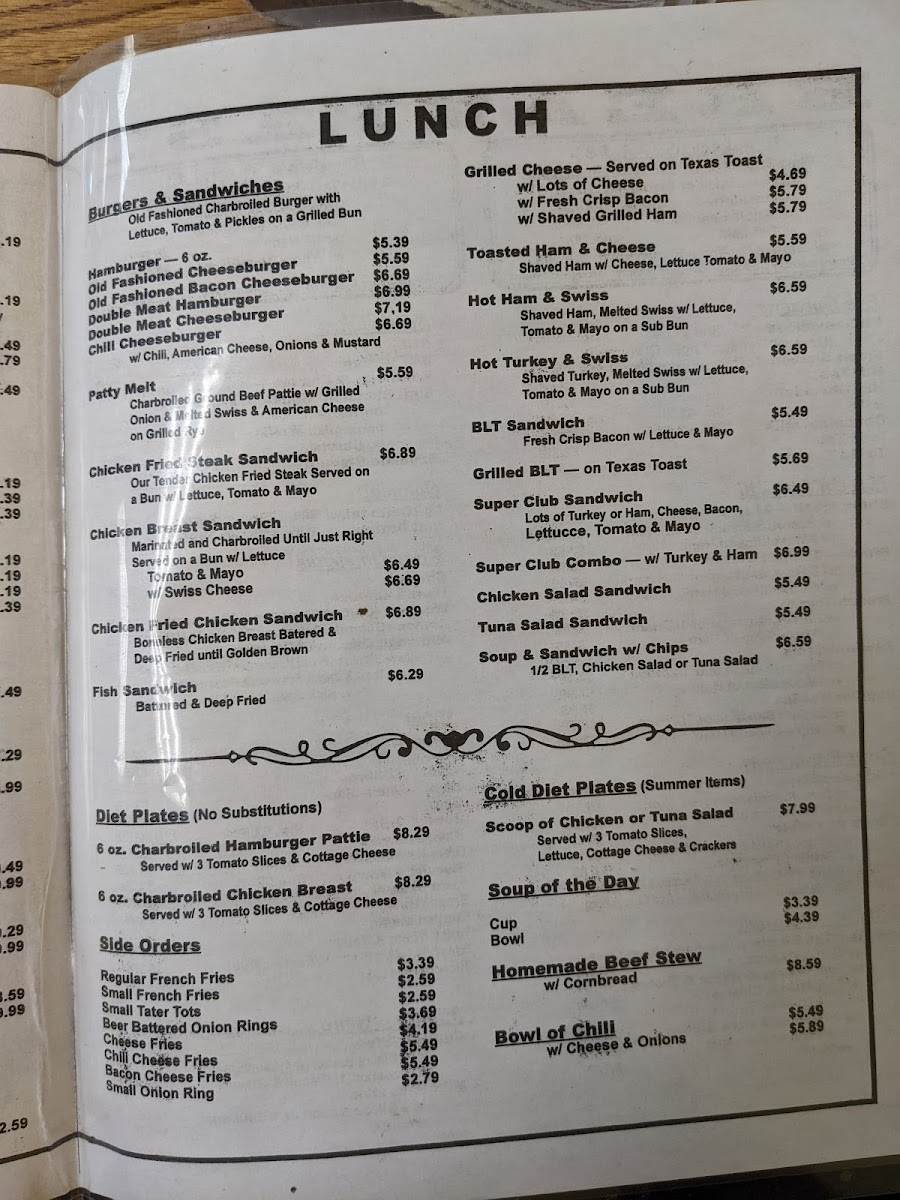 LUNCH
Burgers & Sandwiches
Old Fashioned Charbroiled Burger with
Lettuce, Tomato & Pickles on a Grilled Bun
Hamburger — 6 oz. $5.39
Old Fashioned Cheeseburger $5.59
Old Fashioned Bacon Cheeseburger $6.69
Double Meat Hamburger $6.99
Double Meat Cheeseburger $7,19
Chili Cheeseburger $6.69
w/ Chili, American Cheese, Onions & Mustard
Patty Melt $5.59
Charbroiled Ground Beef Pattie w/ Grilled
Onion & Melted Swiss & American Cheese
on Grilled Rye
Chicken Fried Steak Sandwich $6.89
Our Tender Chicken Fried Steak Served on
a Bun w/ Lettuce, Tomato & Mayo
Chicken Breast Sandwich
Marinated and Charbroiled Until Just Right
Served on a Bun w/ Lettuce
Tomato & Mayo $6.49
w/ Swiss Cheese $6.69
Chicken Fried Chicken Sandwich $6.89
Boneless Chicken Breast Batered &
Deep Fried until Golden Brown
Fish Sandwich $6.29
Battered & Deep Fried
Grilled Cheese — Served on Texas Toast
w/ Lots of Cheese $4.69
w/ Fresh Crisp Bacon $5.79
w/ Shaved Grilled Ham $5.79
Toasted Ham & Cheese $5.59
Shaved Ham w/ Cheese, Lettuce Tomato & Mayo
Hot Ham & Swiss $6.59
Shaved Ham, Melted Swiss w/ Lettuce,
Tomato & Mayo on a Sub Bun
Hot Turkey & Swiss $6.59
Shaved Turkey, Melted Swiss w/ Lettuce,
Tomato & Mayo on a Sub Bun
BLT Sandwich $5.49
Fresh Crisp Bacon w/ Lettuce & Mayo
Grilled BLT — on Texas Toast $5.69
Super Club Sandwich $6.49
Lots of Turkey or Ham, Cheese, Bacon,
Lettucce, Tomato & Mayo
Super Club Combo — w/ Turkey & Ham $6.99
Chicken Salad Sandwich $5.49
Tuna Salad Sandwich $5.49
Soup & Sandwich w/ Chips $6.59
1/2 BLT, Chicken Salad or Tuna Salad
Diet Plates (No Substitutions)
6 oz. Charbroiled Hamburger Pattie $8.29
Served w/ 3 Tomato Slices & Cottage Cheese
6 oz. Charbroiled Chicken Breast $8.29
Served w/ 3 Tomato Slices & Cottage Cheese
Side Orders
Regular French Fries $3.39
Small French Fries $2.59
Small Tater Tots $2.59
Beer Battered Onion Rings $3.69
Cheese Fries $4.19
Chili Cheese Fries $5.49
Bacon Cheese Fries $5.49
Small Onion Ring $2.79
Cold Diet Plates (Summer Items)
Scoop of Chicken or Tuna Salad $7.99
Served w/ 3 Tomato Slices,
Lettuce, Cottage Cheese & Crackers
Soup of the Day
Cup $3.39
Bowl $4.39
Homemade Beef Stew $8.59
w/ Cornbread
Bowl of Chili $5.49
w/ Cheese & Onions $5.89